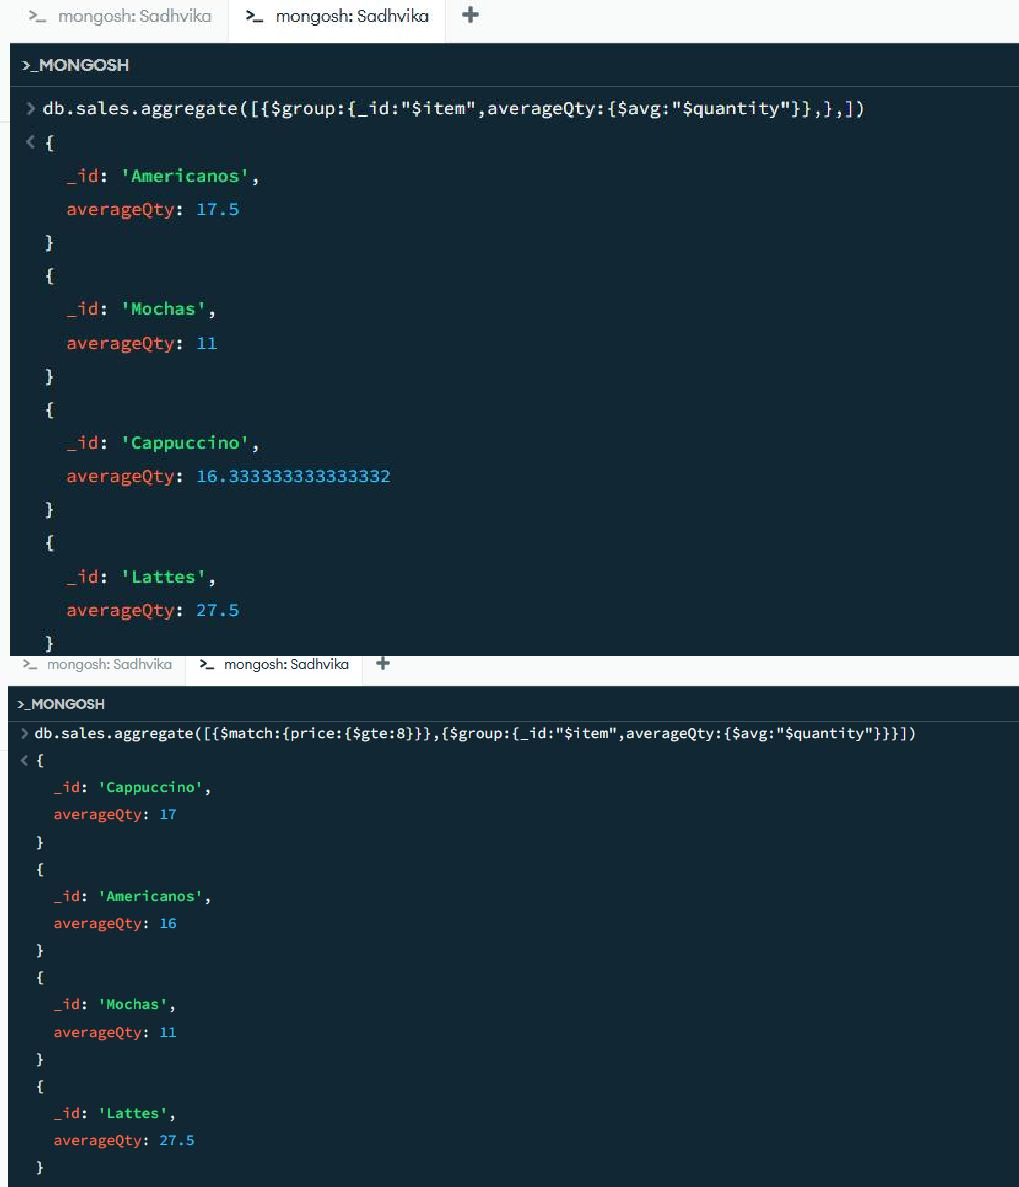 >_ mongosh: Sadhvika >_ mongosh: Sadhvika +
>_MONGOSH
> db.sales.aggregate([{$group:{_id:"$item",averageQty:{$avg:"$quantity"}},},])
< {
_id: 'Americanos',
averageQty: 17.5
}
{
_id: 'Mochas',
averageQty: 11
}
{
_id: 'Cappuccino',
averageQty: 16.333333333333332
}
{
_id: 'Lattes',
averageQty: 27.5
}
>_ mongosh: Sadhvika >_ mongosh: Sadhvika +
>_MONGOSH
> db.sales.aggregate([{$match:{price:{$gte:8}}},{$group:{_id:"$item",averageQty:{$avg:"$quantity"}}}])
< {
_id: 'Cappuccino',
averageQty: 17
}
{
_id: 'Americanos',
averageQty: 16
}
{
_id: 'Mochas',
averageQty: 11
}
{
_id: 'Lattes',
averageQty: 27.5
}